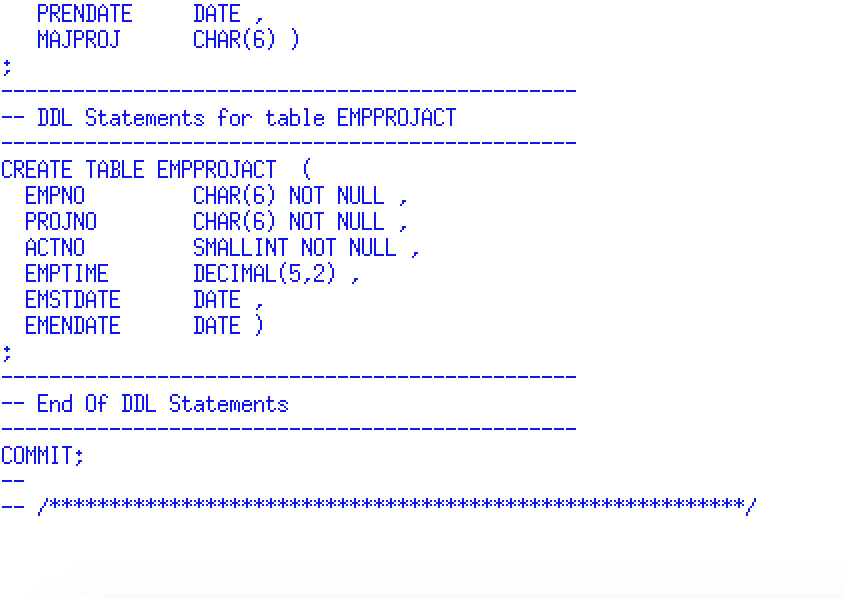 PRENDATE     DATE ,
   MAJPROJ      CHAR(6) )
;
------------------------------------------------
-- DDL Statements for table EMPPROJACT
------------------------------------------------
CREATE TABLE EMPPROJACT  (
  EMPNO         CHAR(6) NOT NULL ,
  PROJNO        CHAR(6) NOT NULL ,
  ACTNO         SMALLINT NOT NULL ,
  EMPTIME       DECIMAL(5,2) ,
  EMSTDATE      DATE ,
  EMENDATE      DATE )
;
------------------------------------------------
-- End Of DDL Statements
------------------------------------------------
COMMIT;
--
-- /**********************************************************/